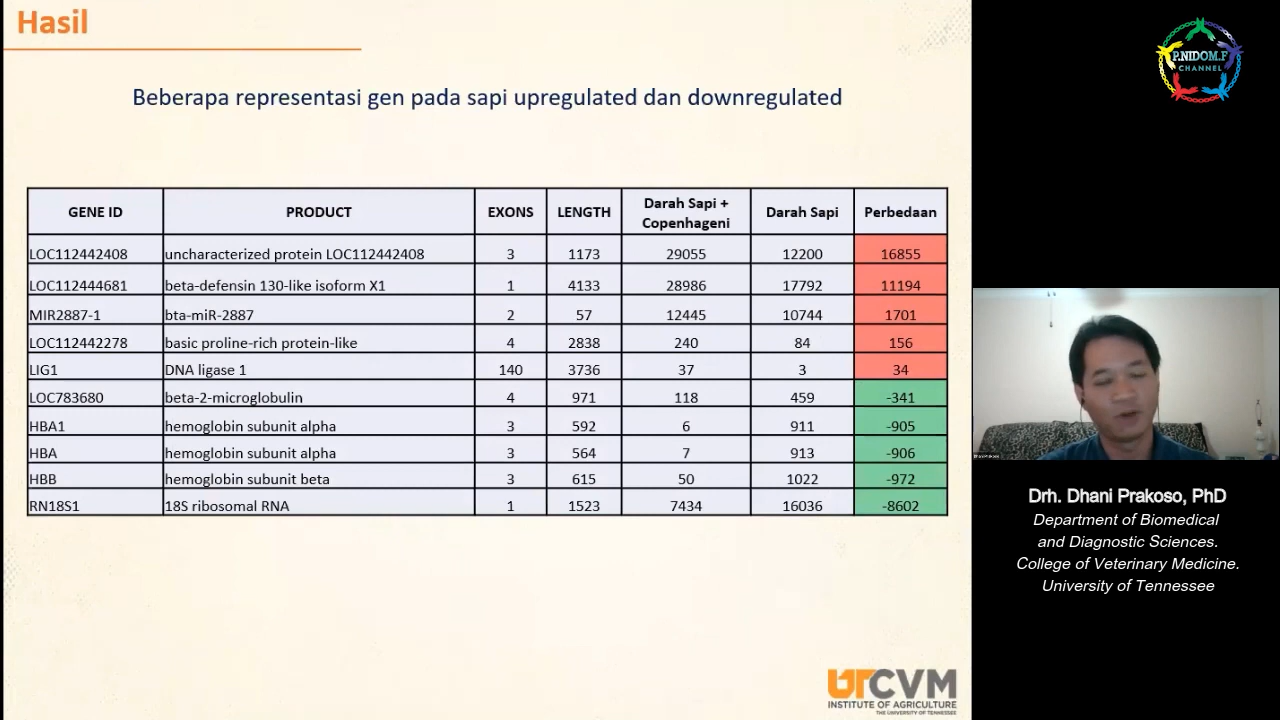 Hasil
Beberapa representasi gen pada sapi upregulated dan downregulated
GENE ID PRODUCT EXONS LENGTH Darah Sapi + Copenhageni Darah Sapi Perbedaan
LOC112442408 uncharacterized protein LOC112442408 3 1173 29055 12200 16855
LOC112444681 beta-defensin 130-like isoform X1 1 4133 28986 17792 11194
MIR2887-1 bta-miR-2887 2 57 12445 10744 1701
LOC112442278 basic proline-rich protein-like 4 2838 240 84 156
LIG1 DNA ligase 1 140 3736 37 3 34
LOC783680 beta-2-microglobulin 4 971 118 459 -341
HBA1 hemoglobin subunit alpha 3 592 6 911 -905
HBA hemoglobin subunit alpha 3 564 7 913 -906
HBB hemoglobin subunit beta 3 615 50 1022 -972
RN18S1 18S ribosomal RNA 1 1523 7434 16036 -8602
UTCVM
INSTITUTE OF AGRICULTURE
THE UNIVERSITY OF TENNESSEE
P.NIDOM.F
CHANNEL
Drh. Dhani Prakoso, PhD
Department of Biomedical
and Diagnostic Sciences.
College of Veterinary Medicine.
University of Tennessee